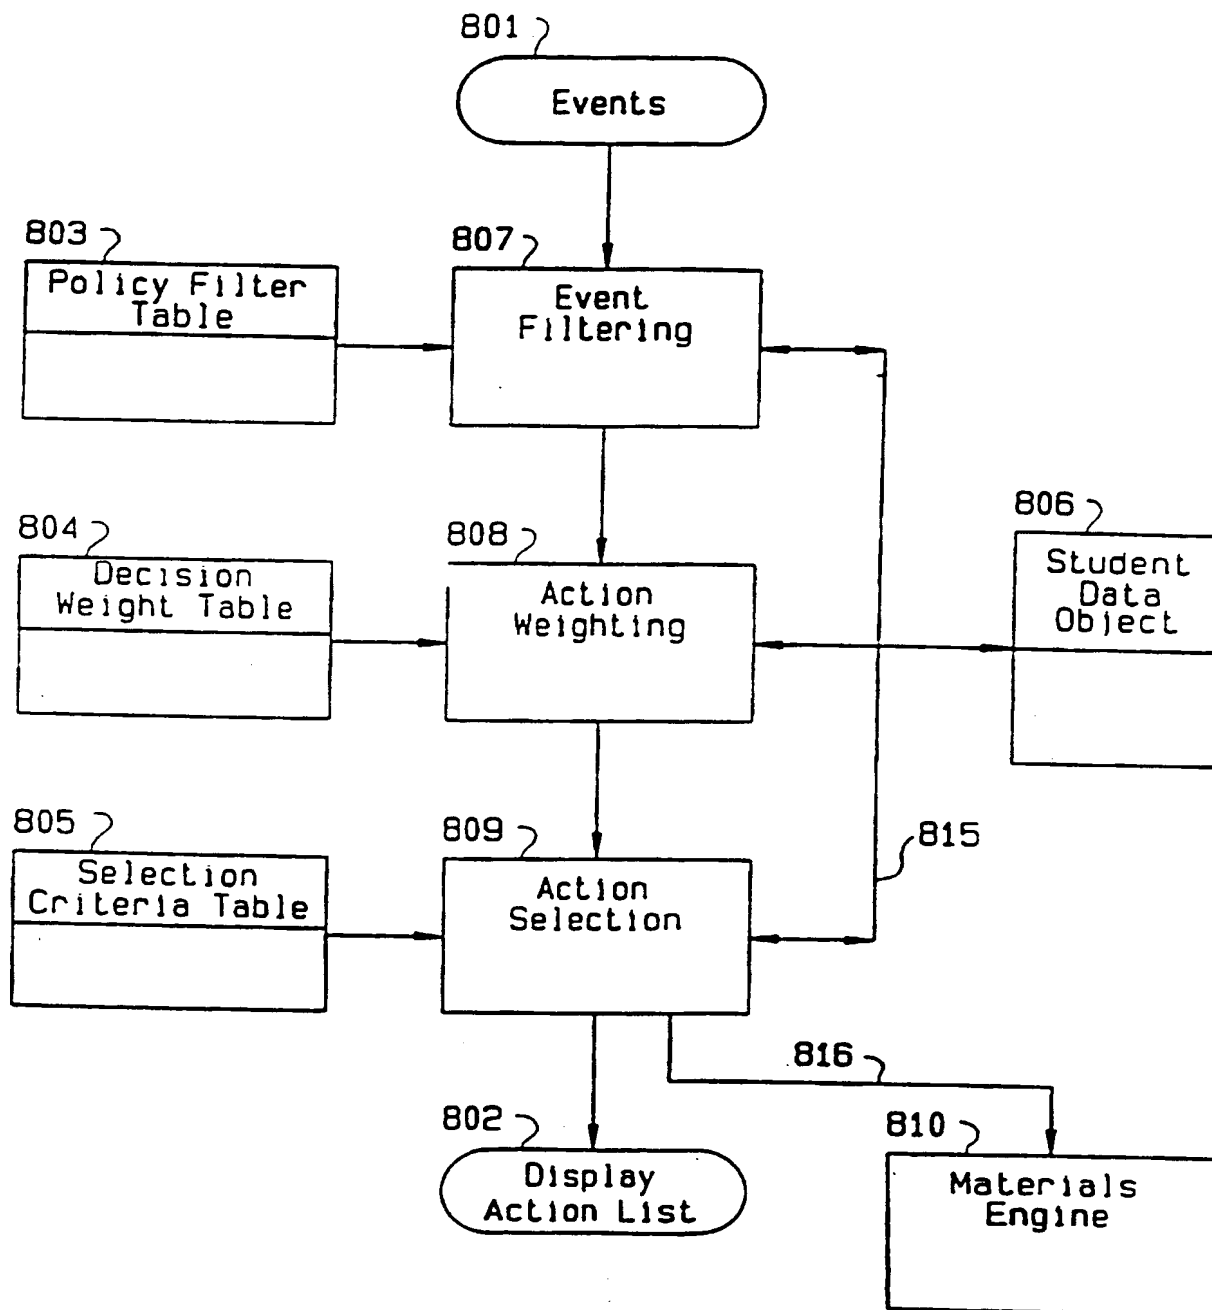 801
Events
803
Policy Filter
Table
807
Event
Filtering
804
Decision
Weight Table
808
Action
Weighting
806
Student
Data
Object
805
Selection
Criteria Table
809
Action
Selection
815
816
802
Display
Action List
810
Materials
Engine